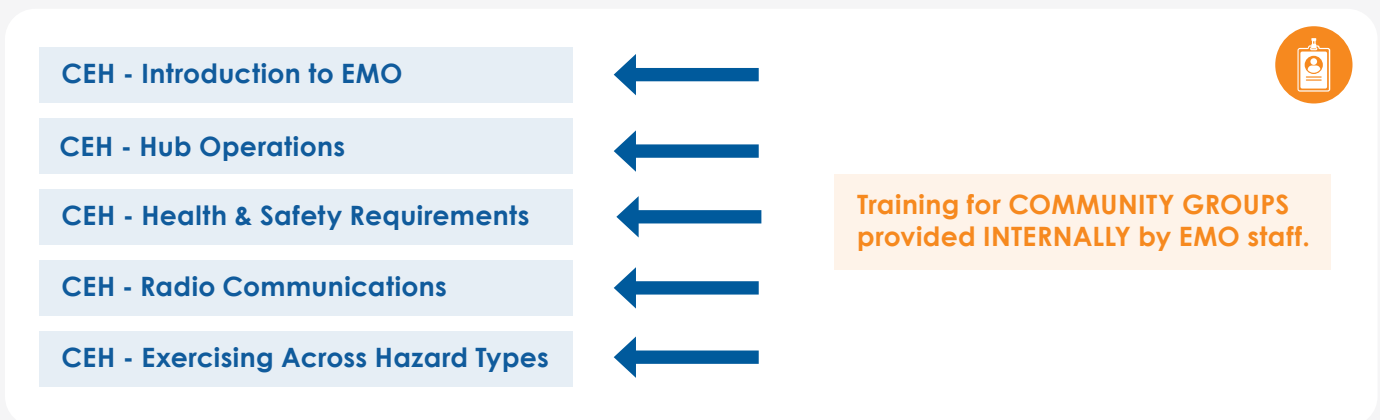 CEH - Introduction to EMO
CEH - Hub Operations
CEH - Health & Safety Requirements
CEH - Radio Communications
CEH - Exercising Across Hazard Types
Training for COMMUNITY GROUPS
provided INTERNALLY by EMO staff.